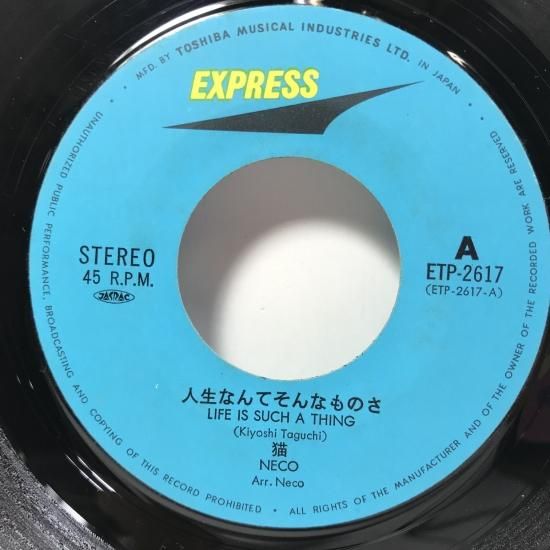 MFD. BY TOSHIBA MUSICAL INDUSTRIES LTD. IN JAPAN
EXPRESS
STEREO
45 R.P.M.
JASRAC
A
ETP-2617
(ETP-2617-A)
人生なんてそんなものさ
LIFE IS SUCH A THING
(Kiyoshi Taguchi)
猫
NECO
Arr. Neco
UNAUTHORIZED PUBLIC PERFORMANCE, BROADCASTING AND COPYING OF THIS RECORD PROHIBITED • ALL RIGHTS OF THE MANUFACTURER AND OF THE OWNER OF THE RECORDED WORK ARE RESERVED